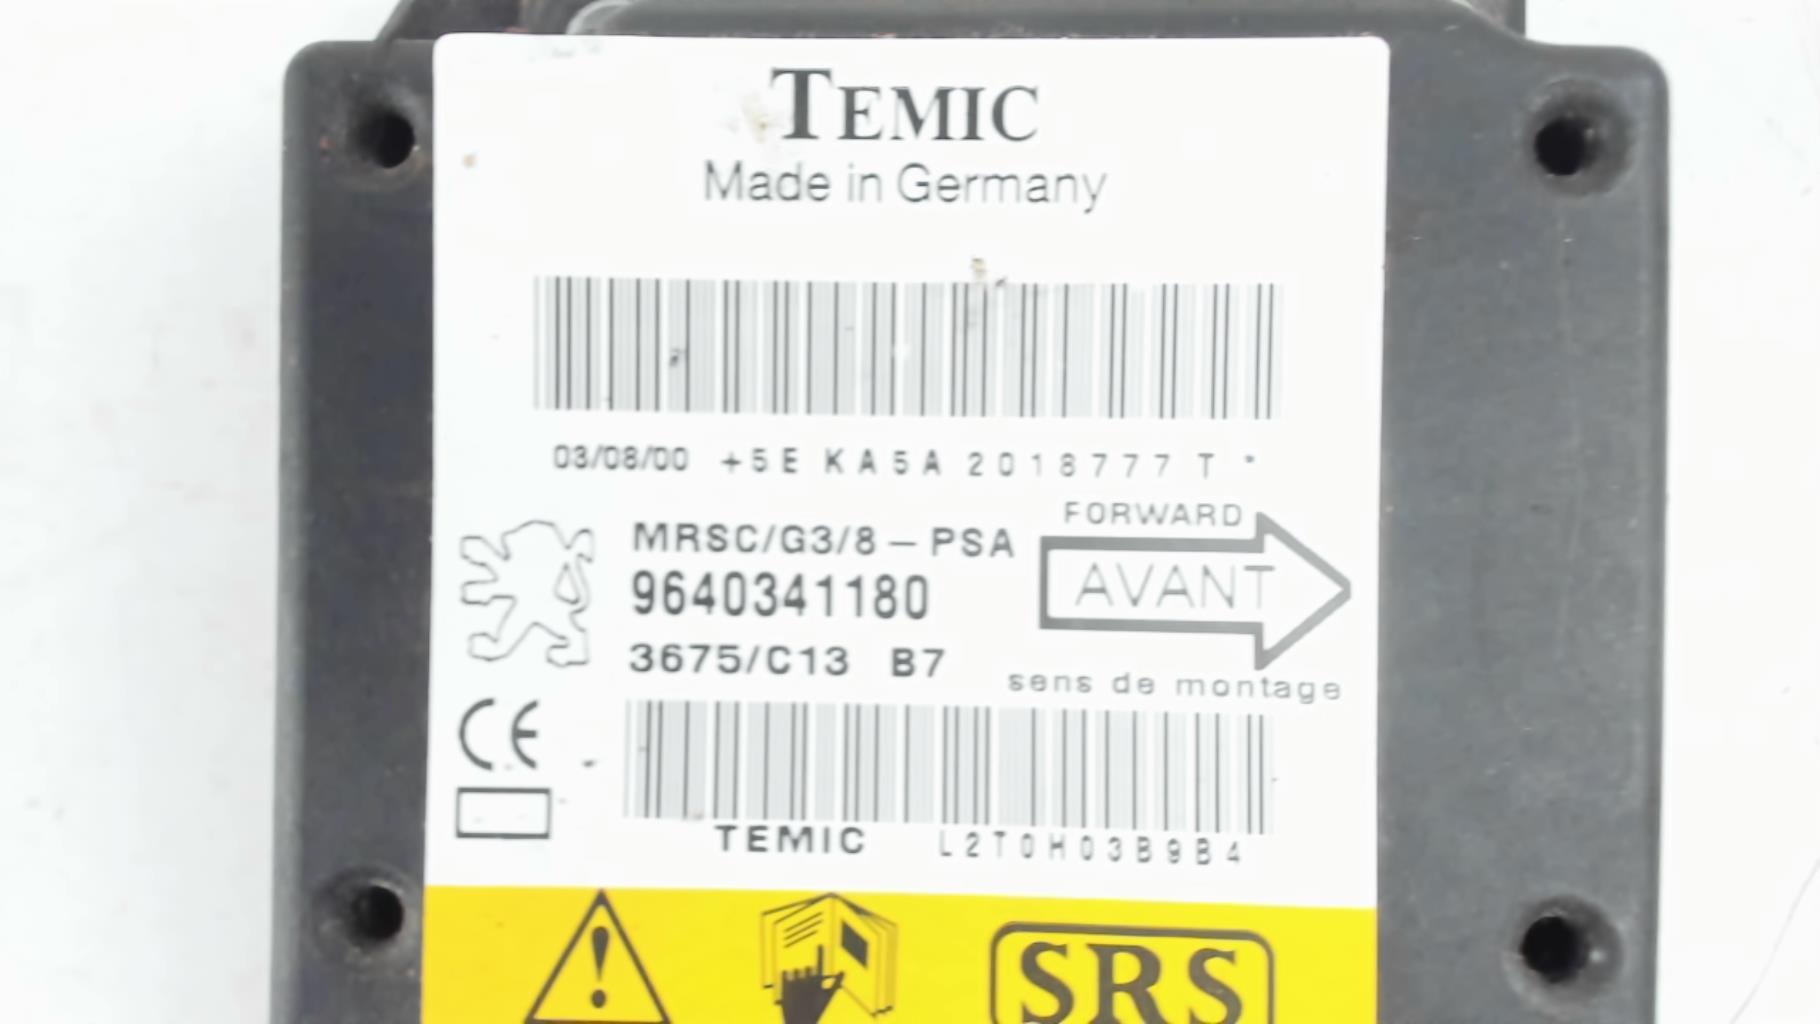 TEMIC
Made in Germany
03/08/00 +5E KA5A 2018777 T *
FORWARD
MRSC/G3/8 – PSA
AVANT
9640341180
3675/C13 B7
sens de montage
CE
TEMIC L2T0H03B9B4
SRS